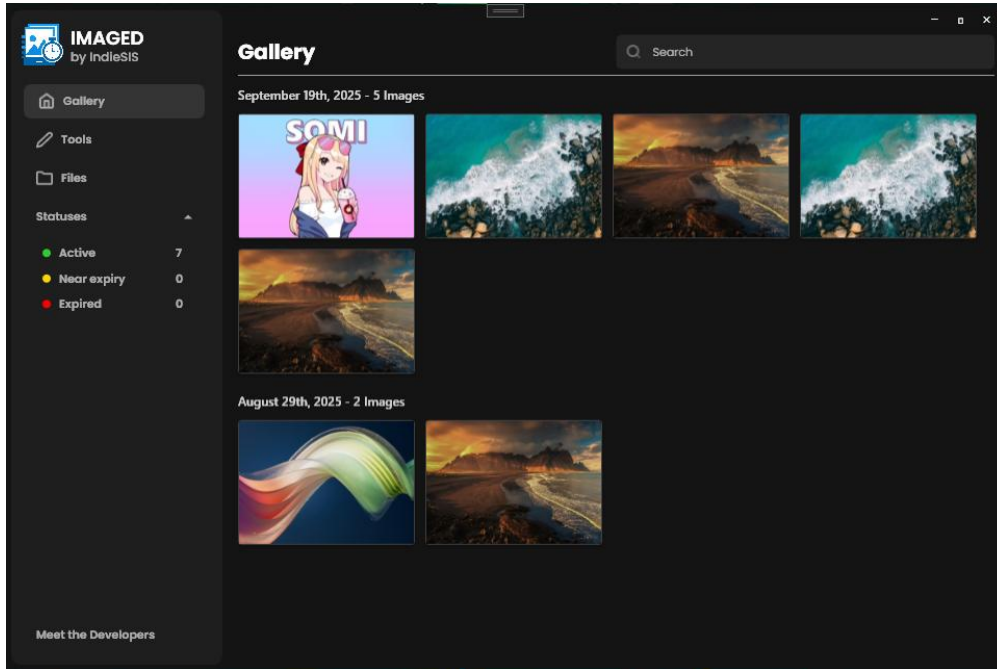 IMAGED
by IndieSIS
Gallery
Search
Gallery
Tools
Files
Statuses
Active 7
Near expiry 0
Expired 0
Meet the Developers
September 19th, 2025 - 5 Images
SOMI
August 29th, 2025 - 2 Images